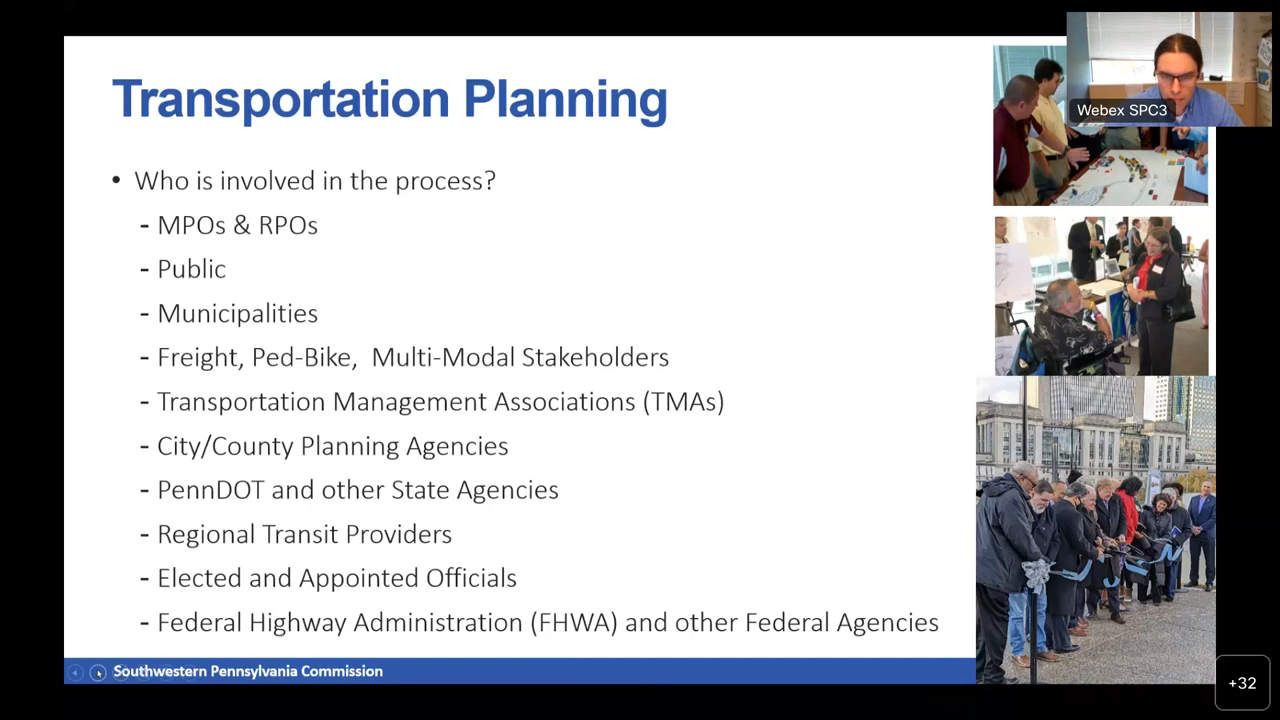 Transportation Planning
Webex SPC3
• Who is involved in the process?
- MPOs & RPOs
- Public
- Municipalities
- Freight, Ped-Bike, Multi-Modal Stakeholders
- Transportation Management Associations (TMAs)
- City/County Planning Agencies
- PennDOT and other State Agencies
- Regional Transit Providers
- Elected and Appointed Officials
- Federal Highway Administration (FHWA) and other Federal Agencies
Southwestern Pennsylvania Commission
+32